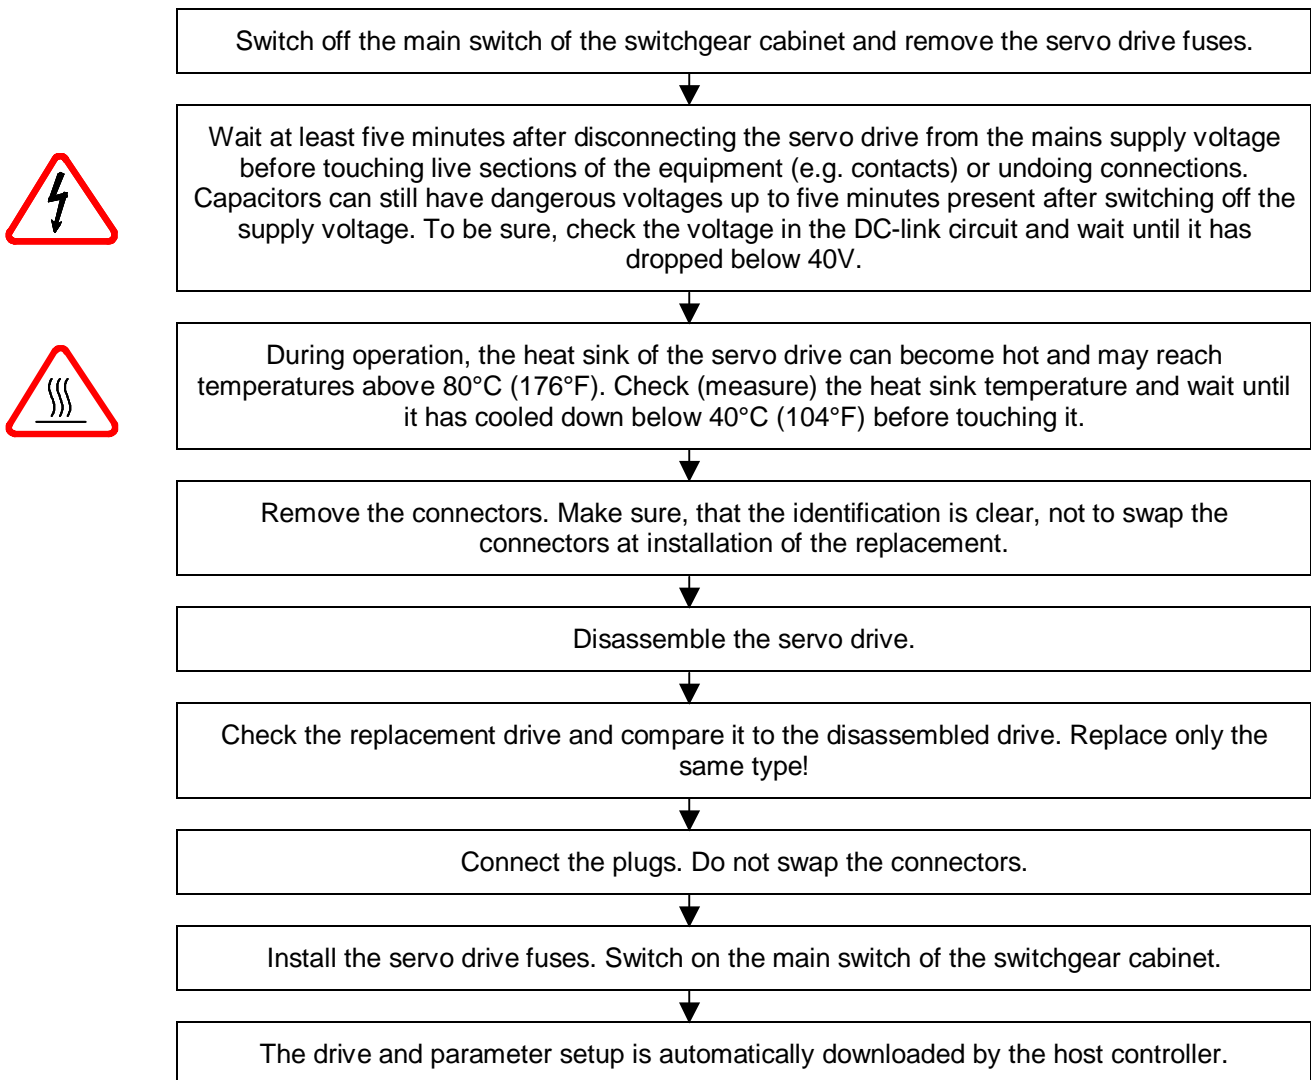 Switch off the main switch of the switchgear cabinet and remove the servo drive fuses.
Wait at least five minutes after disconnecting the servo drive from the mains supply voltage
before touching live sections of the equipment (e.g. contacts) or undoing connections.
Capacitors can still have dangerous voltages up to five minutes present after switching off the
supply voltage. To be sure, check the voltage in the DC-link circuit and wait until it has
dropped below 40V.
During operation, the heat sink of the servo drive can become hot and may reach
temperatures above 80°C (176°F). Check (measure) the heat sink temperature and wait until
it has cooled down below 40°C (104°F) before touching it.
Remove the connectors. Make sure, that the identification is clear, not to swap the
connectors at installation of the replacement.
Disassemble the servo drive.
Check the replacement drive and compare it to the disassembled drive. Replace only the
same type!
Connect the plugs. Do not swap the connectors.
Install the servo drive fuses. Switch on the main switch of the switchgear cabinet.
The drive and parameter setup is automatically downloaded by the host controller.